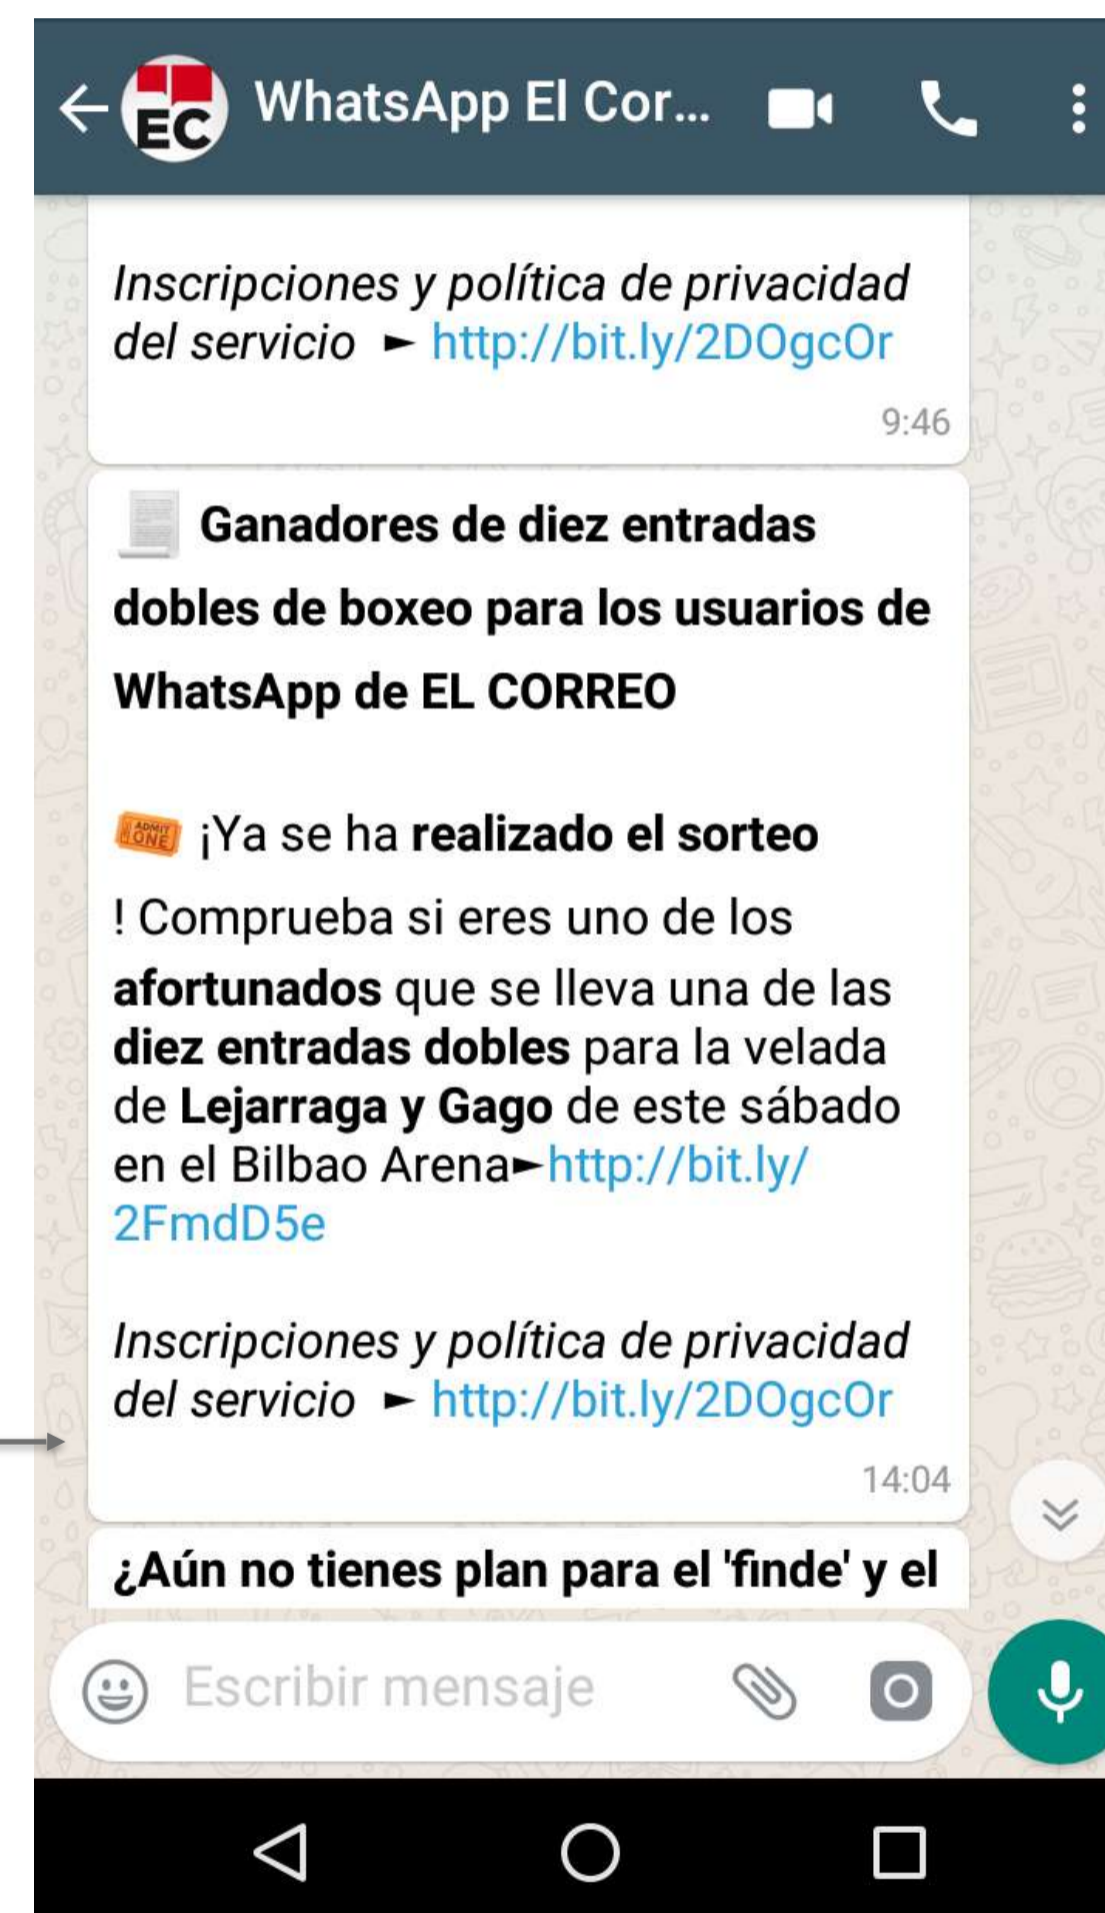 EC
WhatsApp El Cor...
Inscripciones y política de privacidad
del servicio ► http://bit.ly/2DOgcOr
9:46
Ganadores de diez entradas
dobles de boxeo para los usuarios de
WhatsApp de EL CORREO
ADMIT
ONE
¡Ya se ha realizado el sorteo
! Comprueba si eres uno de los
afortunados que se lleva una de las
diez entradas dobles para la velada
de Lejarraga y Gago de este sábado
en el Bilbao Arena►http://bit.ly/
2FmdD5e
Inscripciones y política de privacidad
del servicio ► http://bit.ly/2DOgcOr
14:04
¿Aún no tienes plan para el 'finde' y el
Escribir mensaje